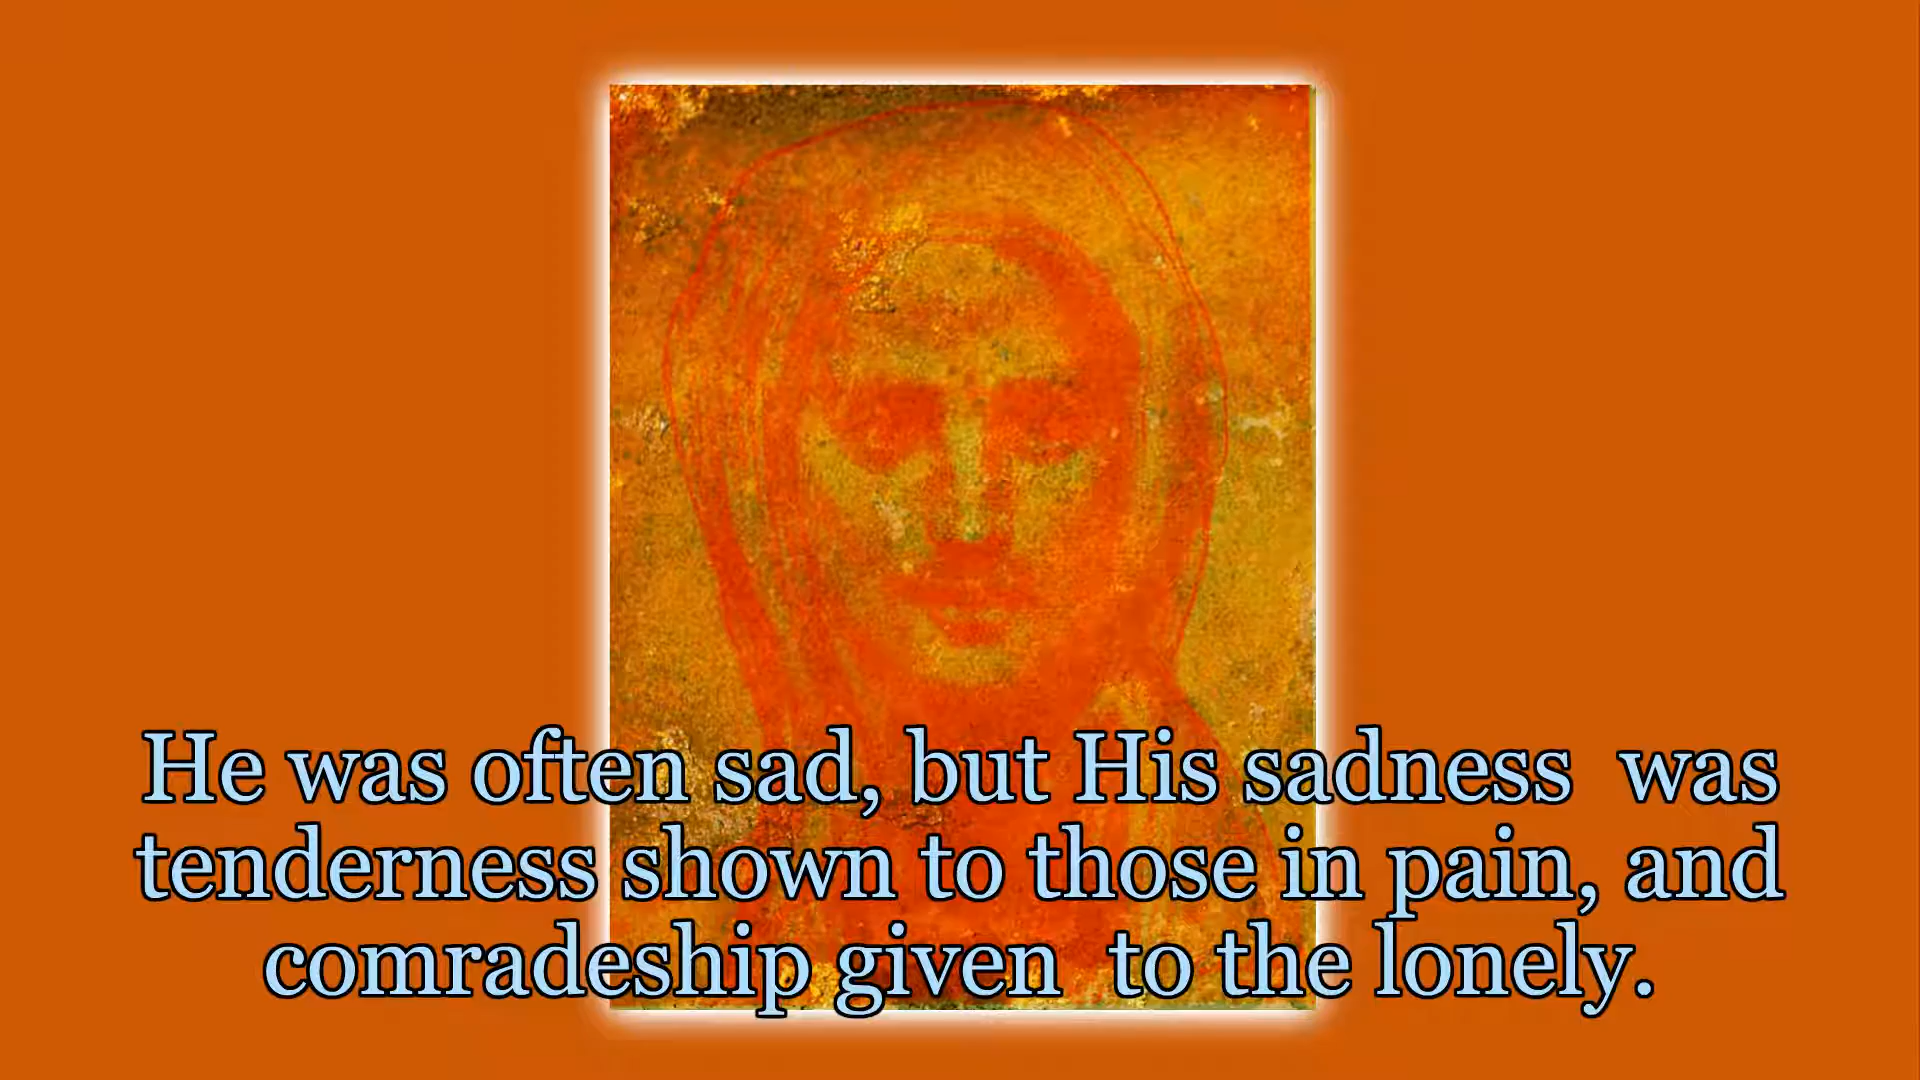 He was often sad, but His sadness  was
tenderness shown to those in pain, and
comradeship given  to the lonely.